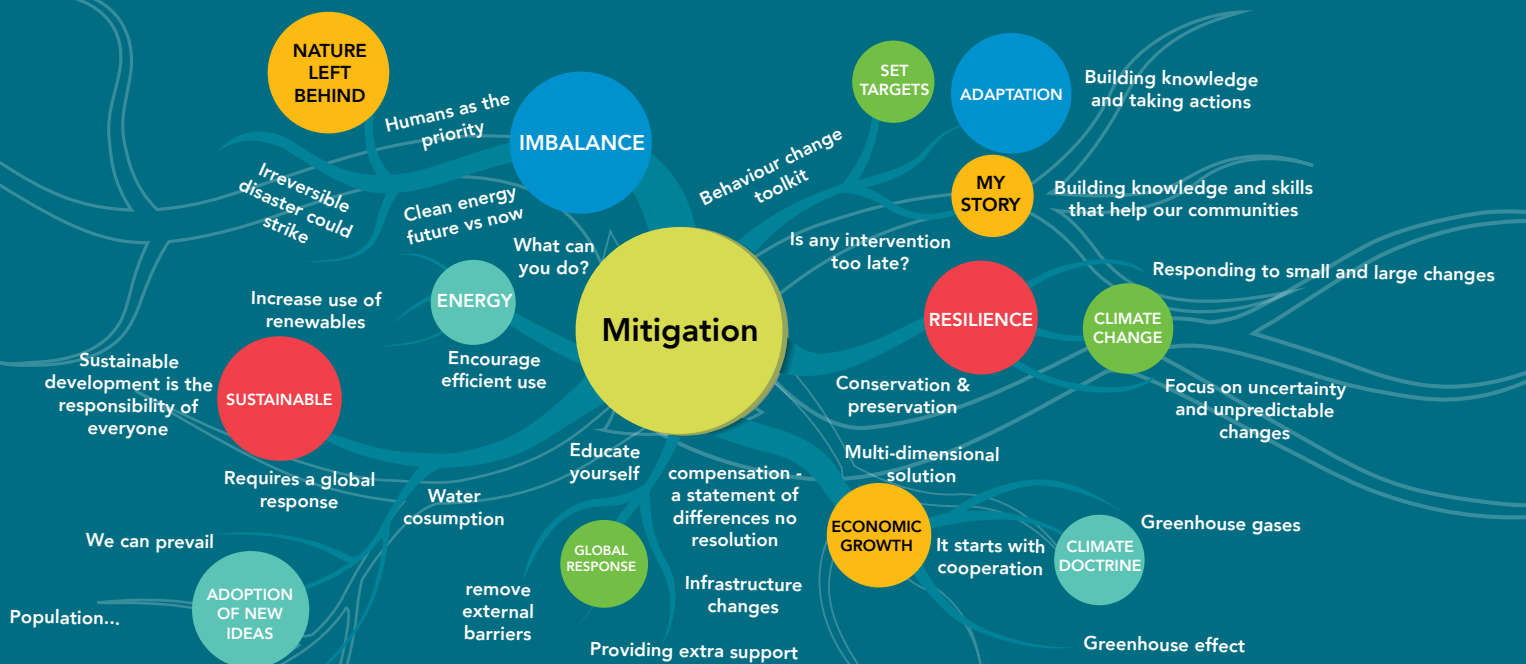 NATURE
LEFT
BEHIND
Humans as the
priority
IMBALANCE
Irreversible
disaster could
strike
Clean energy
future vs now
What can
you do?
ENERGY
Increase use of
renewables
Encourage
efficient use
Mitigation
SET
TARGETS
ADAPTATION
Building knowledge
and taking actions
Behaviour change
toolkit
MY
STORY
Building knowledge and skills
that help our communities
Is any intervention
too late?
RESILIENCE
Responding to small and large changes
CLIMATE
CHANGE
Conservation &
preservation
Focus on uncertainty
and unpredictable
changes
Sustainable
development is the
responsibility of
everyone
SUSTAINABLE
Requires a global
response
Water
cosumption
We can prevail
ADOPTION
OF NEW
IDEAS
Population...
Educate
yourself
compensation -
a statement of
differences no
resolution
GLOBAL
RESPONSE
remove
external
barriers
Infrastructure
changes
Providing extra support
Multi-dimensional
solution
ECONOMIC
GROWTH
It starts with
cooperation
CLIMATE
DOCTRINE
Greenhouse gases
Greenhouse effect